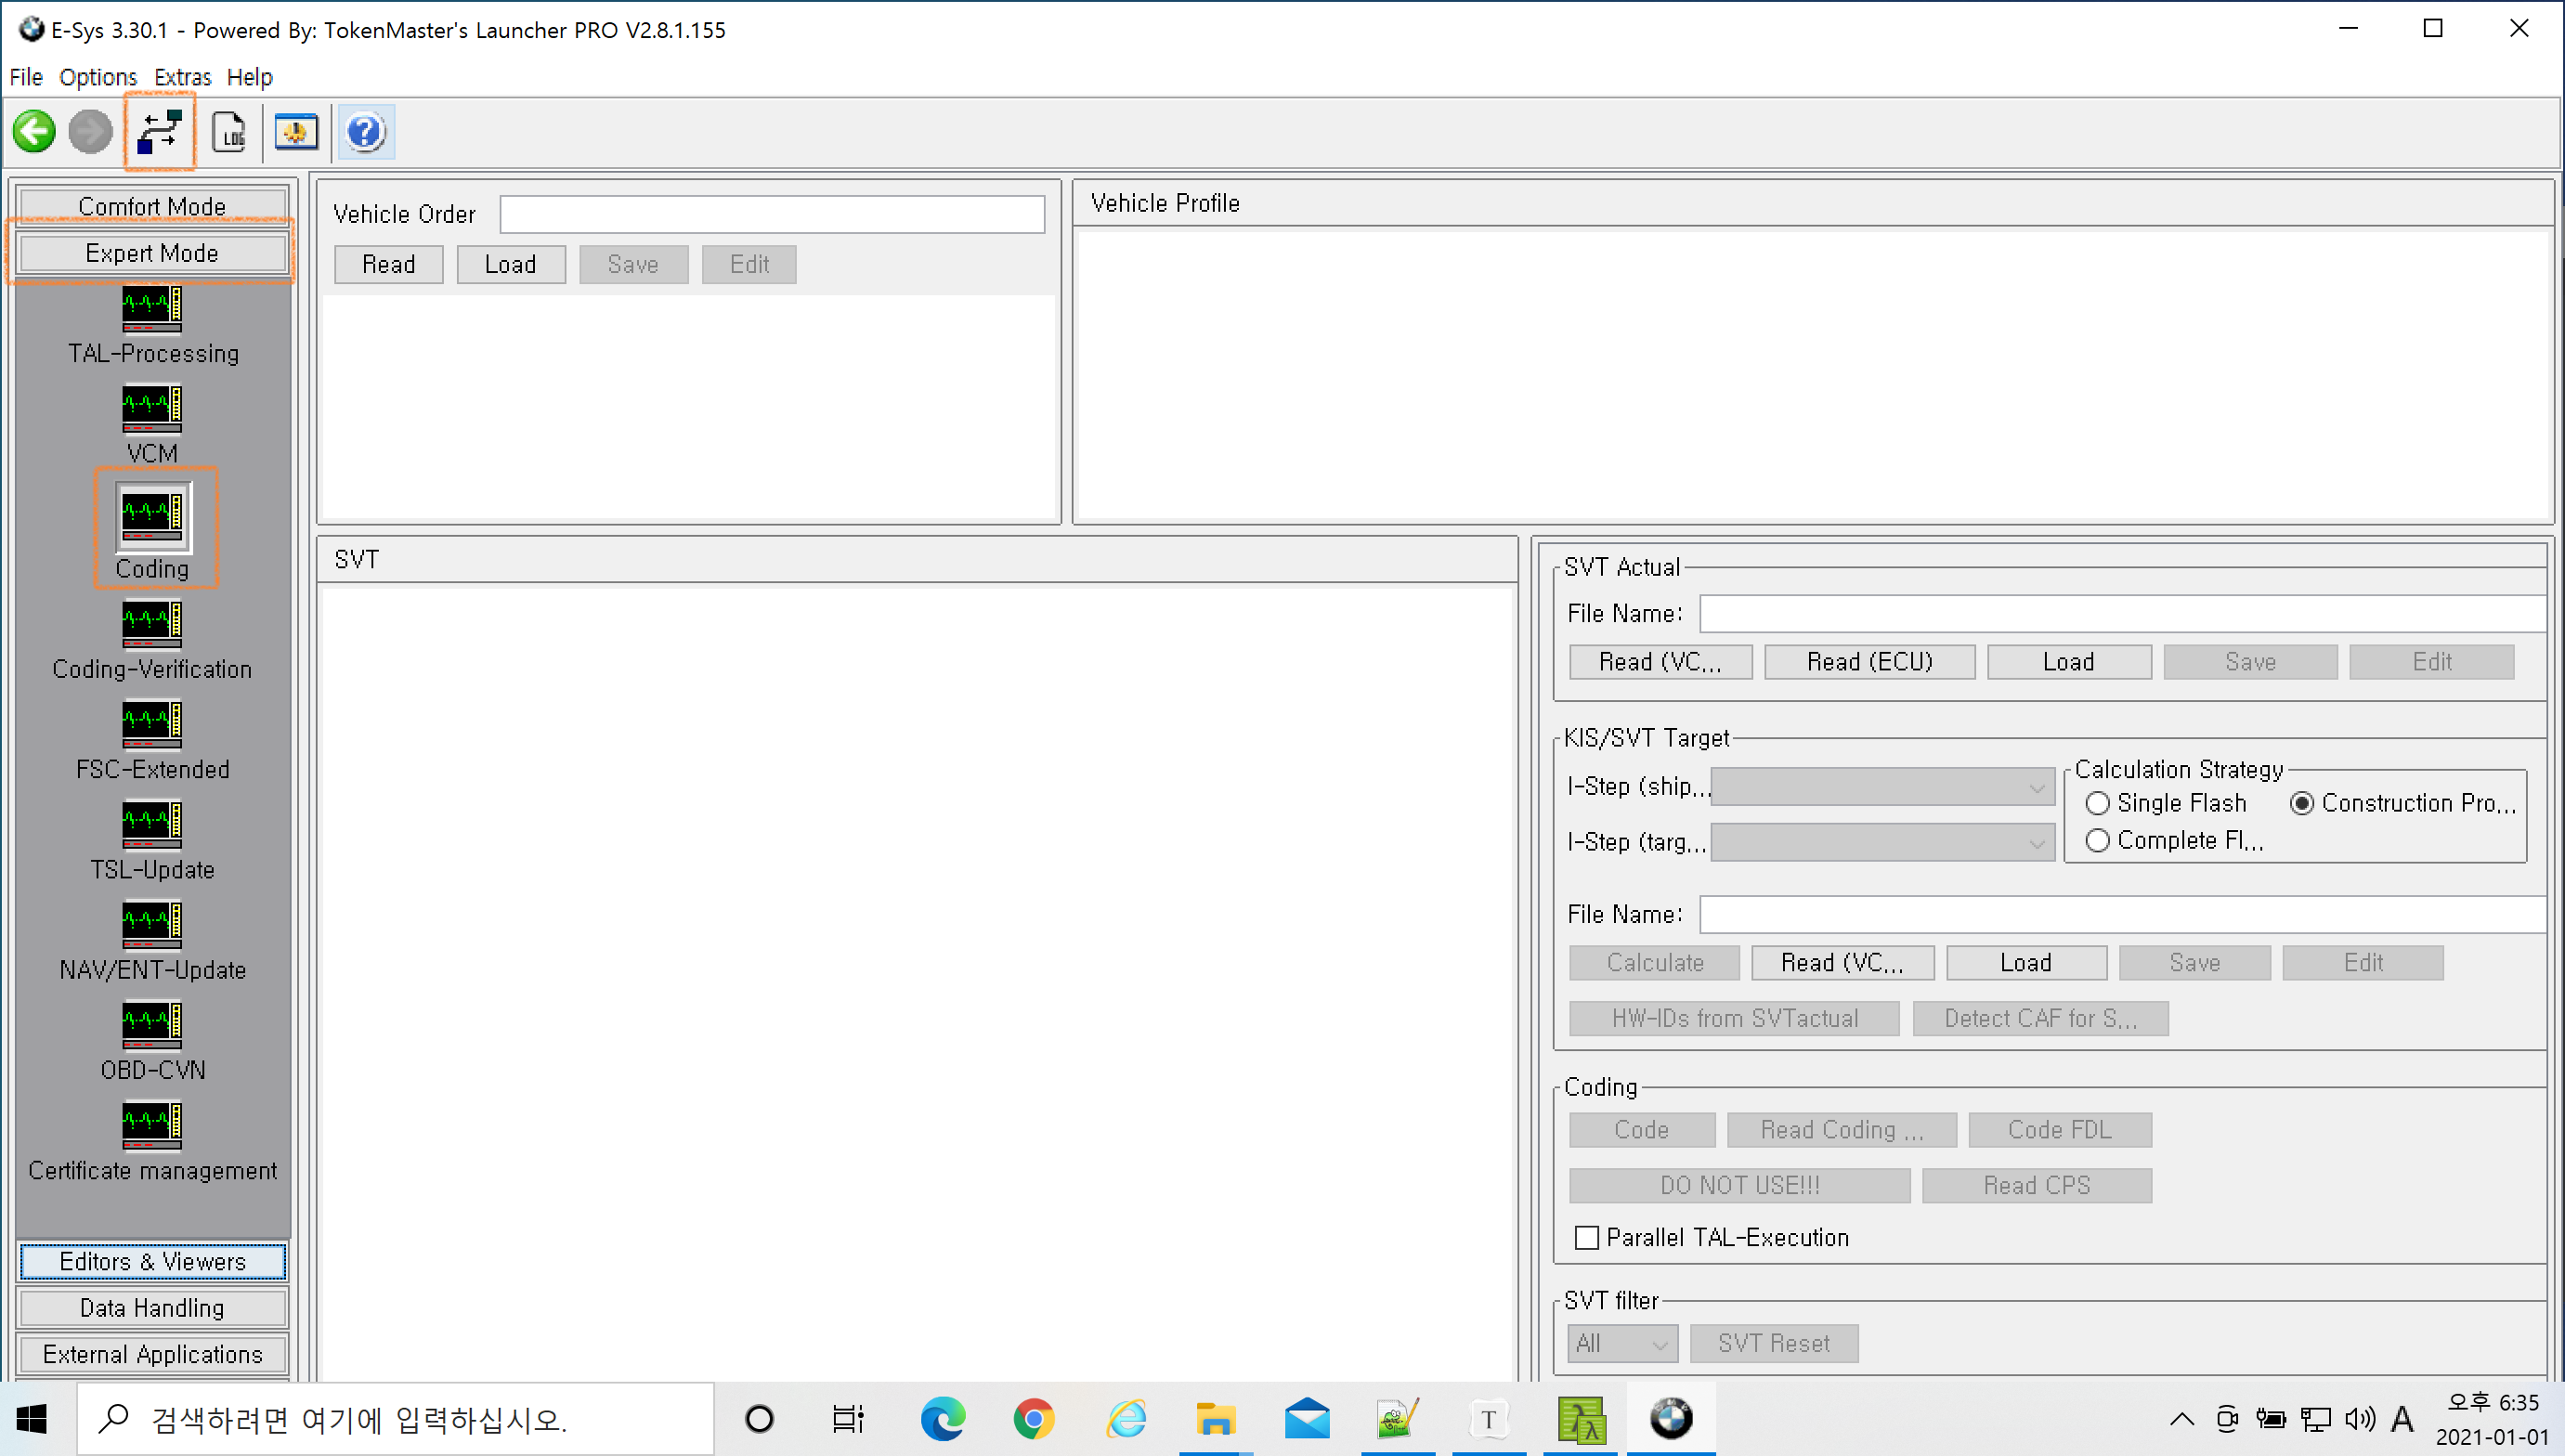 E-Sys 3.30.1 - Powered By: TokenMaster's Launcher PRO V2.8.1.155
File Options Extras Help
LOG
?
Comfort Mode
Expert Mode
TAL-Processing
VCM
Coding
Coding-Verification
FSC-Extended
TSL-Update
NAV/ENT-Update
OBD-CVN
Certificate management
Editors & Viewers
Data Handling
External Applications
Vehicle Order
Read Load Save Edit
Vehicle Profile
SVT
SVT Actual
File Name:
Read (VC... Read (ECU) Load Save Edit
KIS/SVT Target
I-Step (ship...
I-Step (targ...
Calculation Strategy
Single Flash Construction Pro...
Complete Fl...
File Name:
Calculate Read (VC... Load Save Edit
HW-IDs from SVTactual Detect CAF for S...
Coding
Code Read Coding ... Code FDL
DO NOT USE!!! Read CPS
Parallel TAL-Execution
SVT filter
All SVT Reset
검색하려면 여기에 입력하십시오.
T
λ λ
A
오후 6:35
2021-01-01